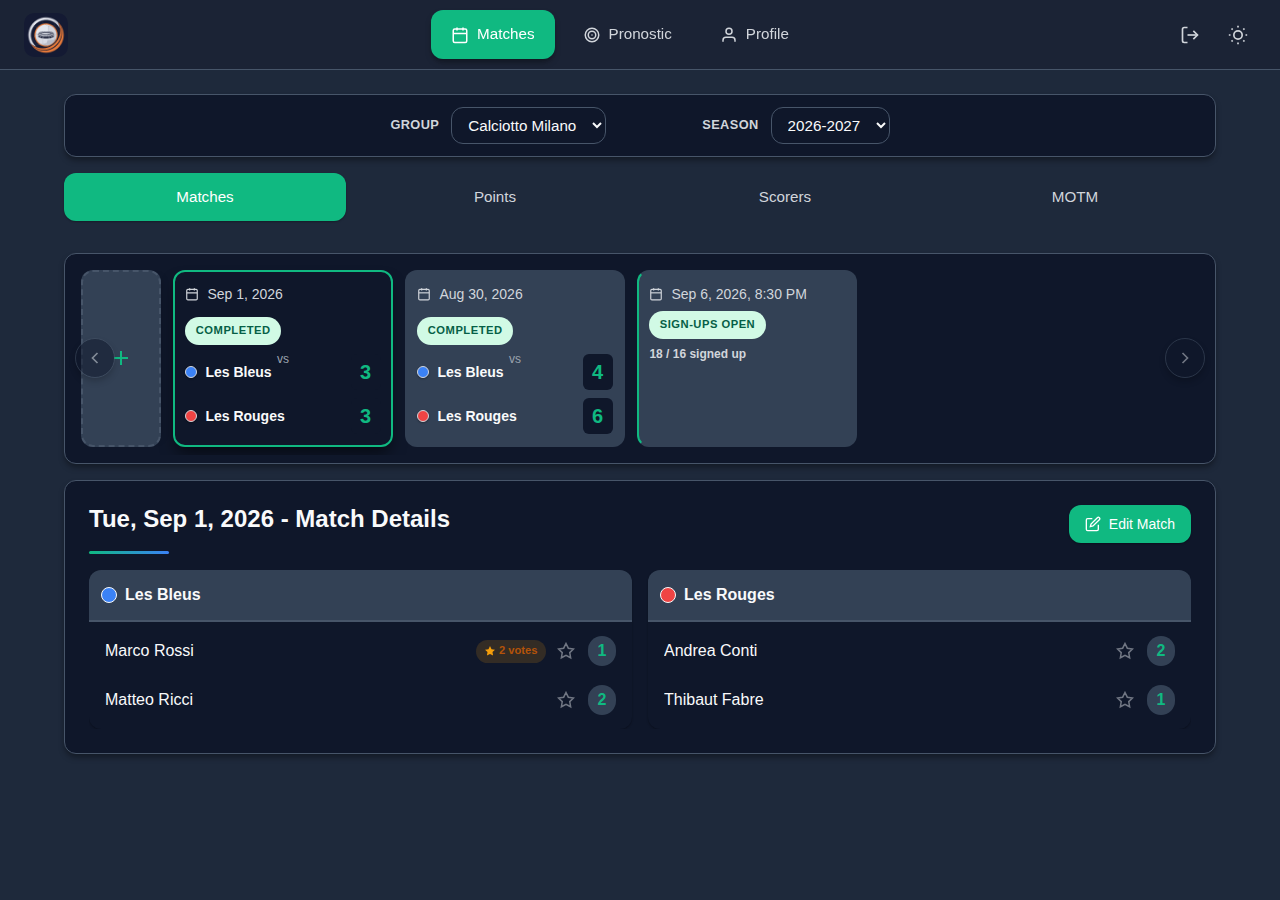 Matches
Pronostic
Profile
GROUP
Calciotto Milano
SEASON
2026-2027
Matches
Points
Scorers
MOTM
Sep 1, 2026
COMPLETED
vs
Les Bleus 3
Les Rouges 3
Aug 30, 2026
COMPLETED
vs
Les Bleus 4
Les Rouges 6
Sep 6, 2026, 8:30 PM
SIGN-UPS OPEN
18 / 16 signed up
Tue, Sep 1, 2026 - Match Details
Edit Match
Les Bleus
Marco Rossi 2 votes 1
Matteo Ricci 2
Les Rouges
Andrea Conti 2
Thibaut Fabre 1